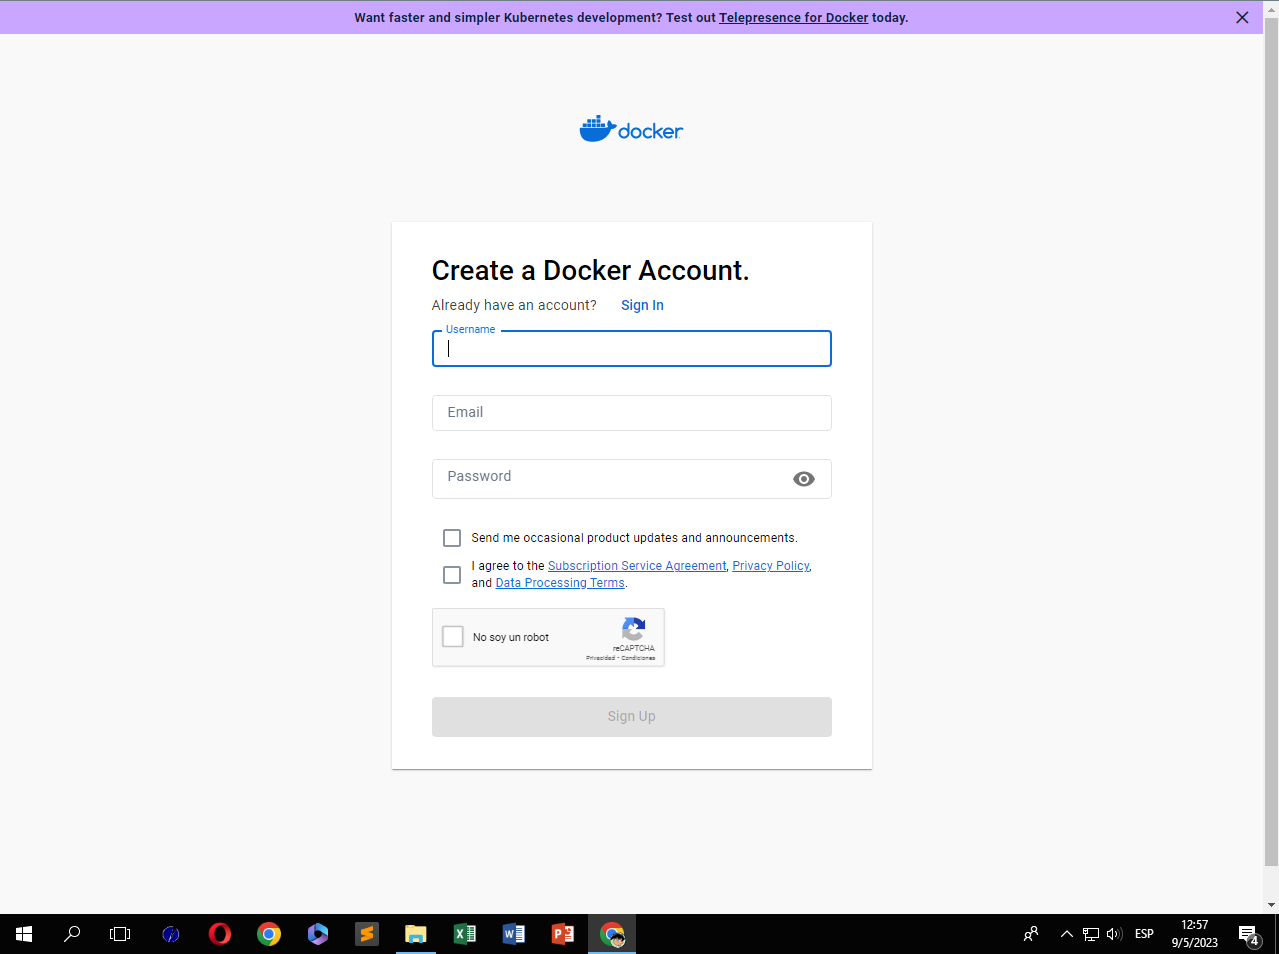 Want faster and simpler Kubernetes development? Test out Telepresence for Docker today.
docker
Create a Docker Account.
Already have an account? Sign In
Username
Email
Password
Send me occasional product updates and announcements.
I agree to the Subscription Service Agreement, Privacy Policy,
and Data Processing Terms.
No soy un robot
reCAPTCHA
Privacidad - Condiciones
Sign Up
ESP
12:57
9/5/2023
4